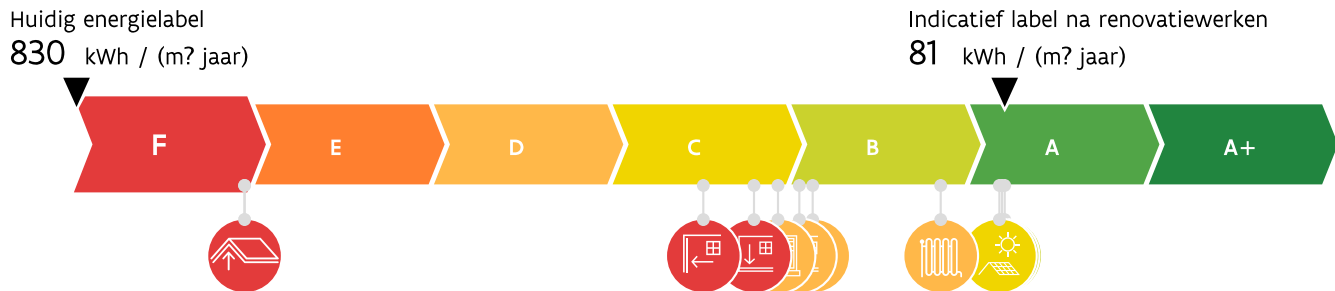 Huidig energielabel
830 kWh / (m? jaar)
Indicatief label na renovatiewerken
81 kWh / (m? jaar)
F E D C B A A+